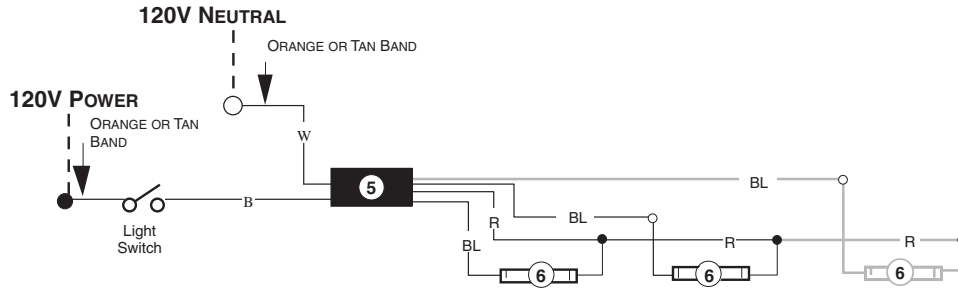 120V NEUTRAL
ORANGE OR TAN BAND
120V POWER
ORANGE OR TAN
BAND
W
5
BL
B
Light
Switch
R
BL
BL
R
R
6
6
6